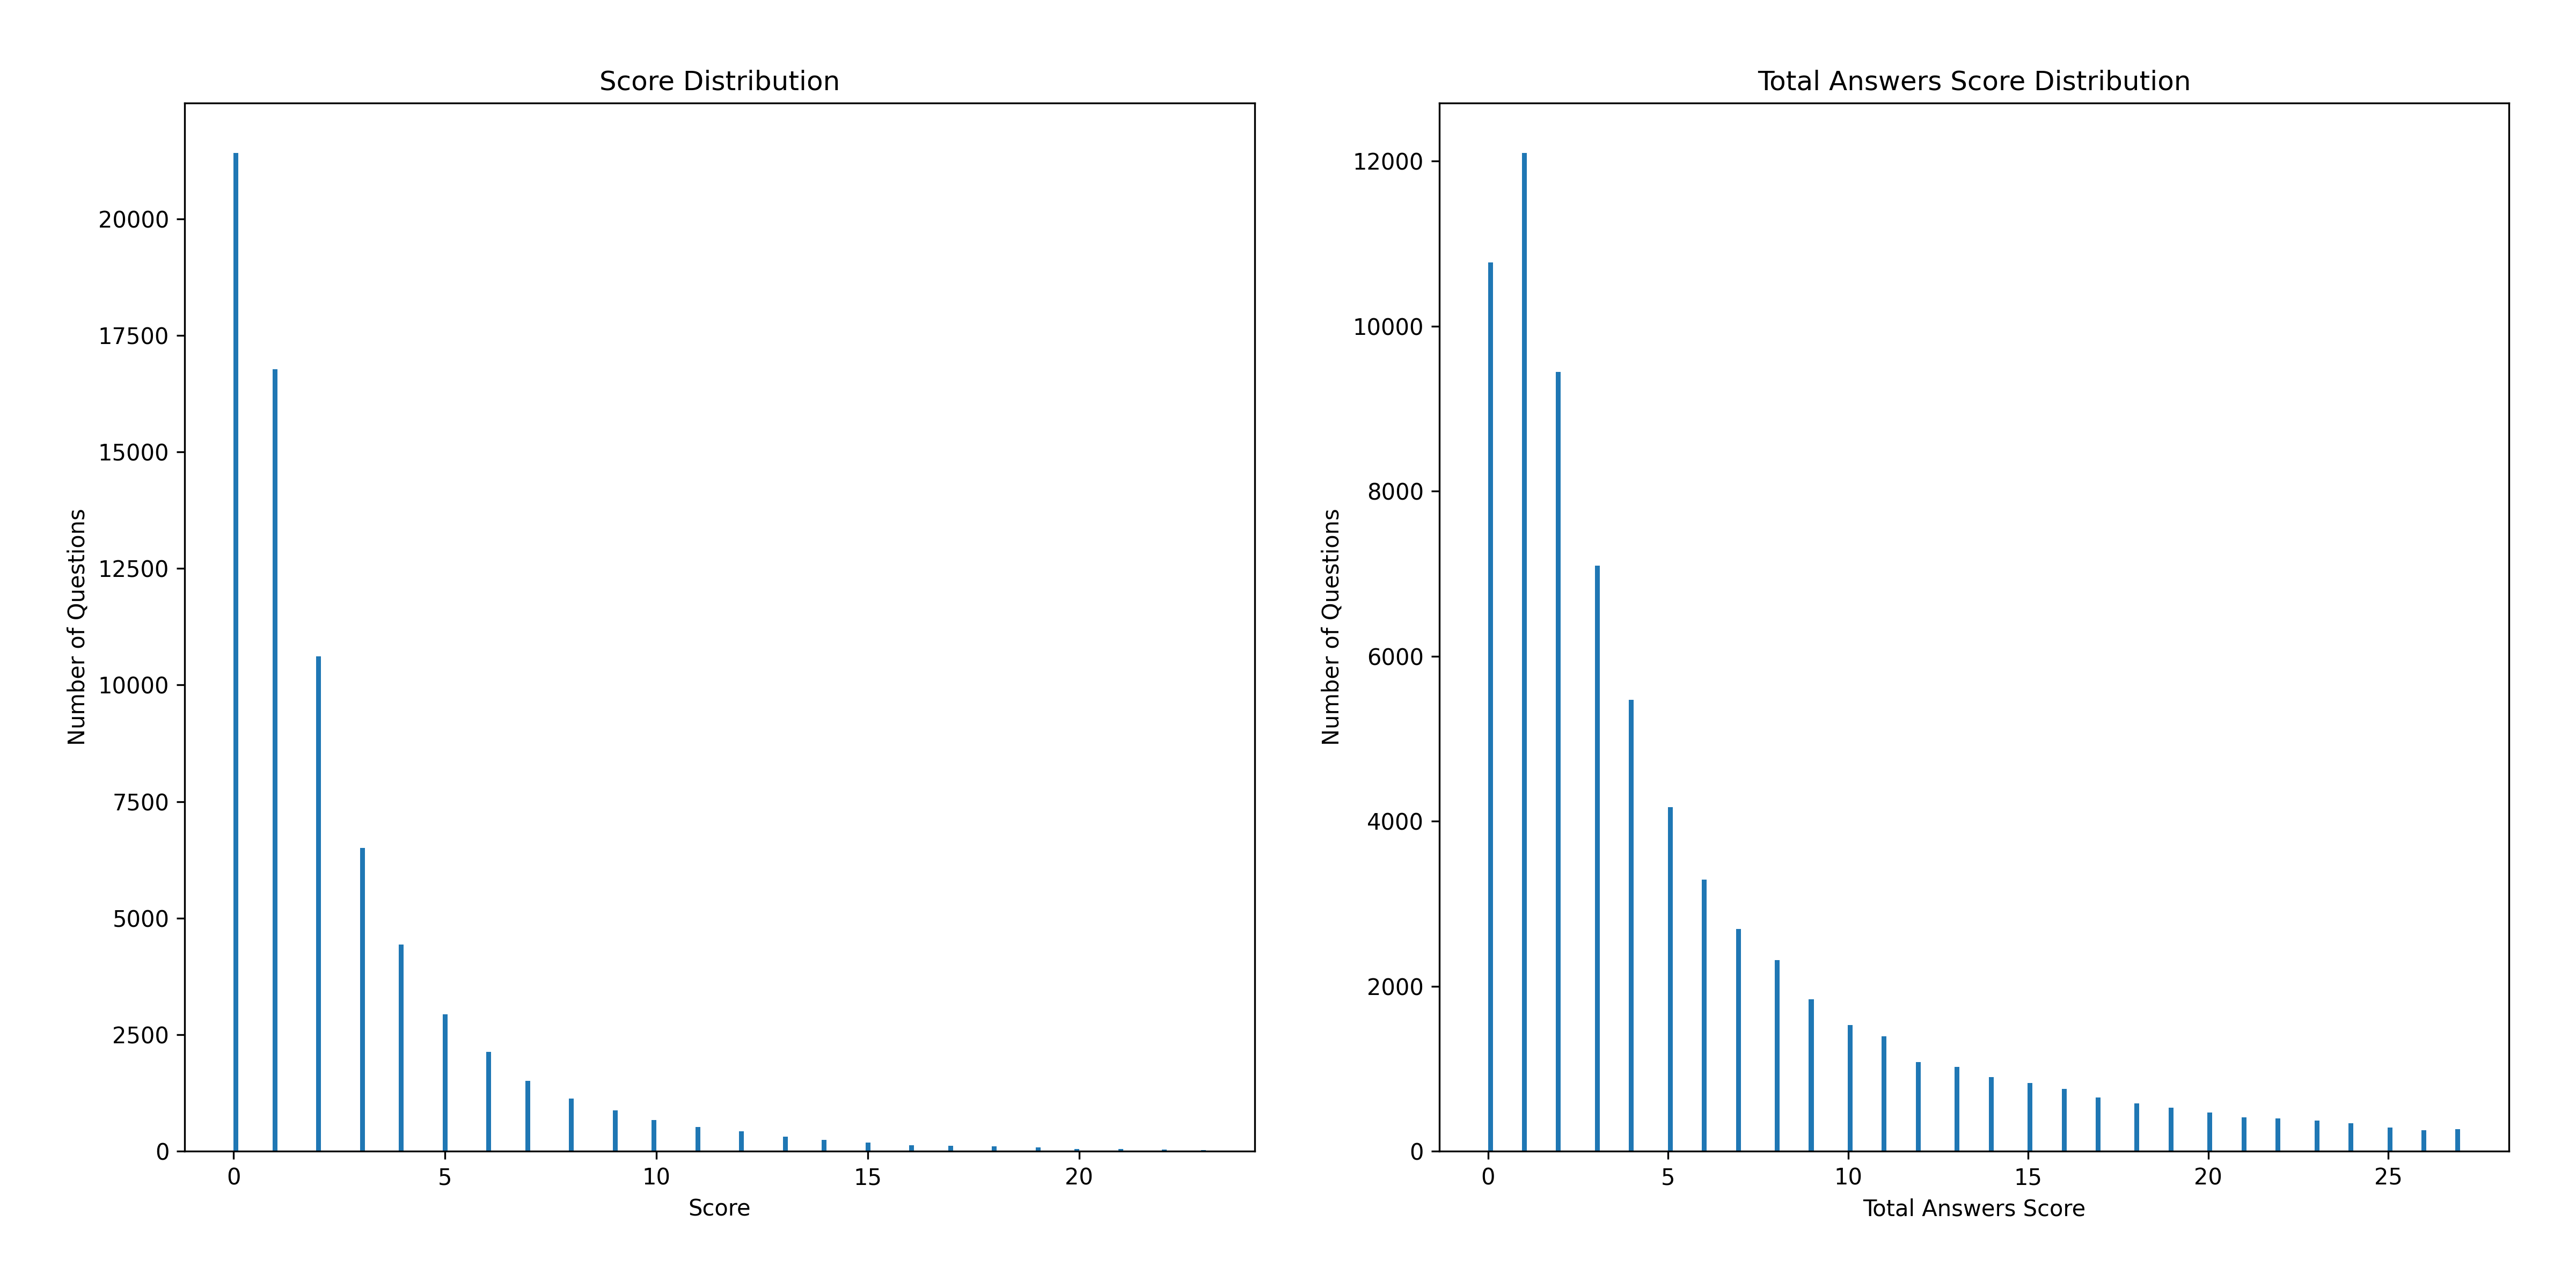 Score Distribution
20000
17500
15000
12500
10000
7500
5000
2500
0
Number of Questions
0 5 10 15 20
Score
Total Answers Score Distribution
12000
10000
8000
6000
4000
2000
0
Number of Questions
0 5 10 15 20 25
Total Answers Score